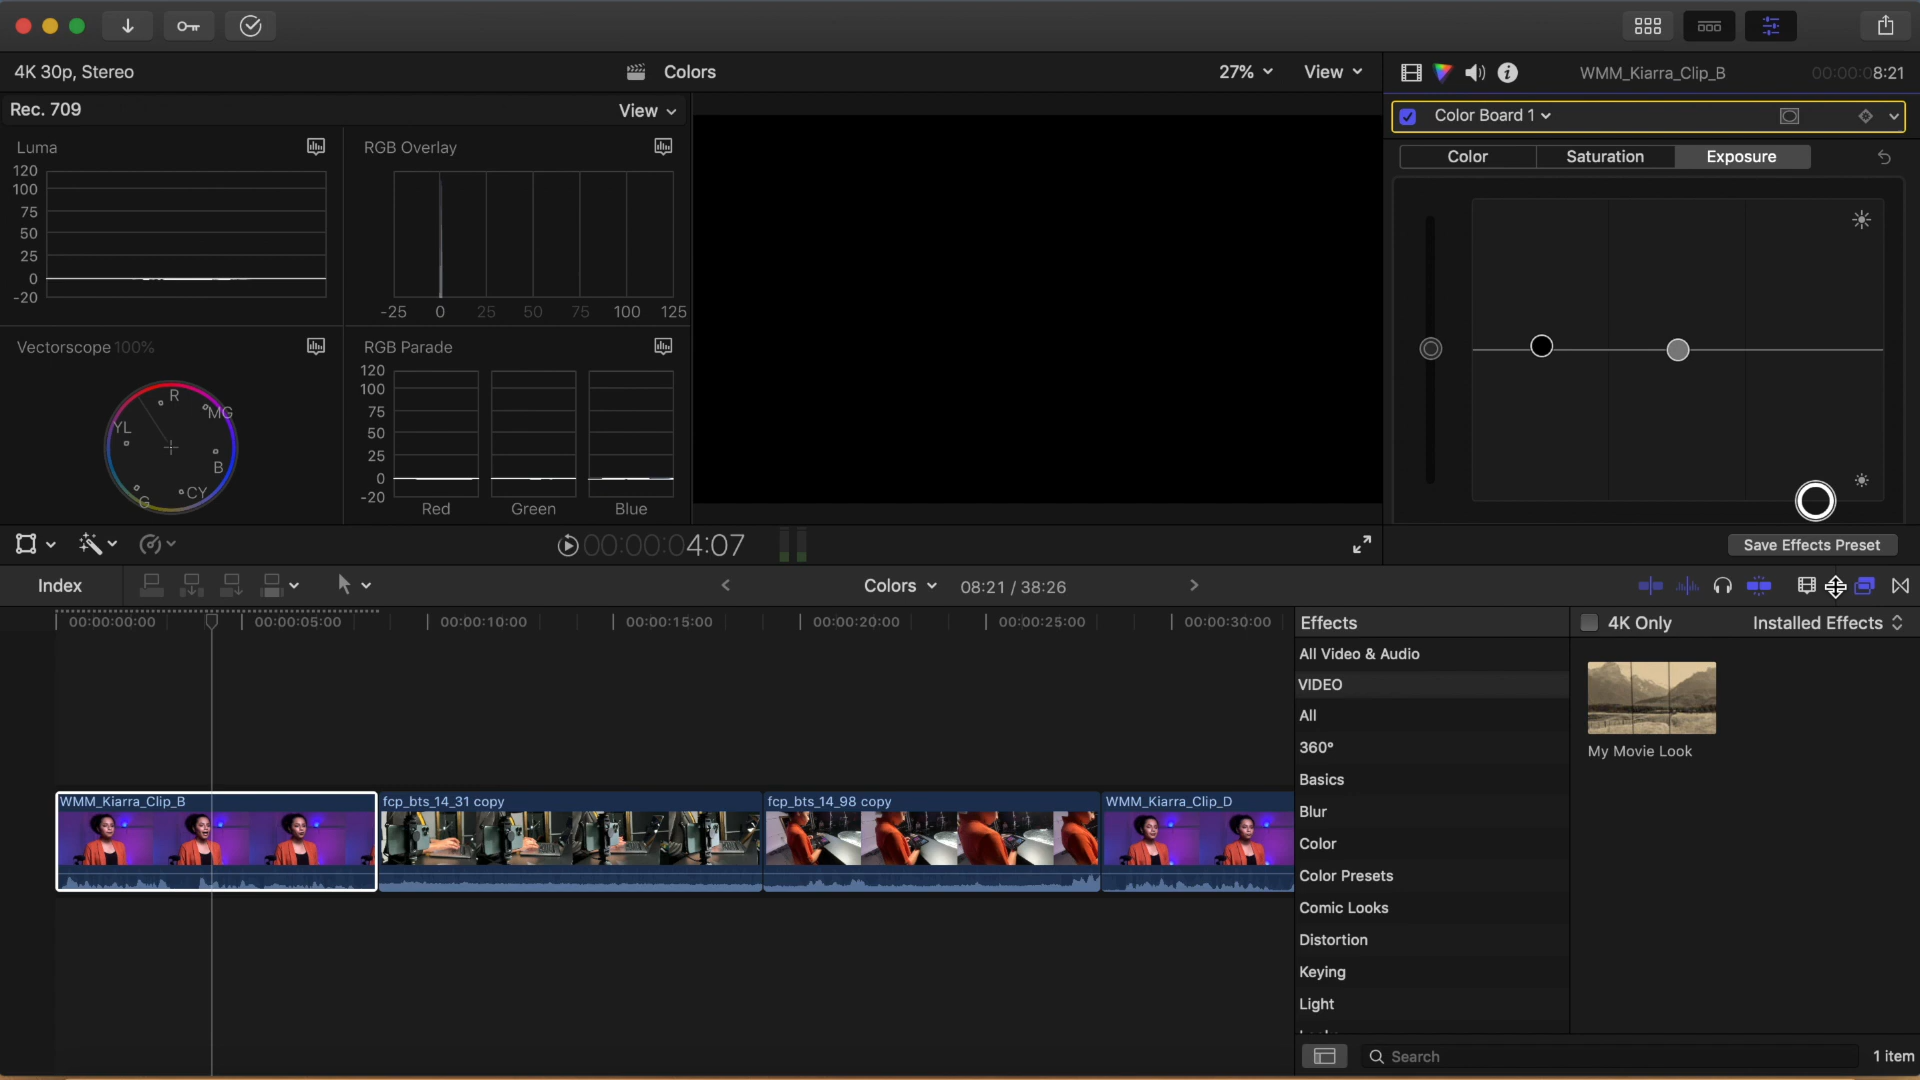 4K 30p, Stereo
Colors
27%
View
WMM_Kiarra_Clip_B
00:00:08:21
Rec. 709
View
Color Board 1
Luma
120
100
75
50
25
0
-20
RGB Overlay
-25 0 25 50 75 100 125
Color
Saturation
Exposure
Vectorscope 100%
R
MG
B
CY
G
YL
RGB Parade
120
100
75
50
25
0
-20
Red
Green
Blue
00:00:04:07
Save Effects Preset
Index
Colors
08:21 / 38:26
00:00:00:00
00:00:05:00
00:00:10:00
00:00:15:00
00:00:20:00
00:00:25:00
00:00:30:00
WMM_Kiarra_Clip_B
fcp_bts_14_31 copy
fcp_bts_14_98 copy
WMM_Kiarra_Clip_D
Effects
4K Only
Installed Effects
All Video & Audio
VIDEO
All
360°
Basics
Blur
Color
Color Presets
Comic Looks
Distortion
Keying
Light
My Movie Look
Search
1 item